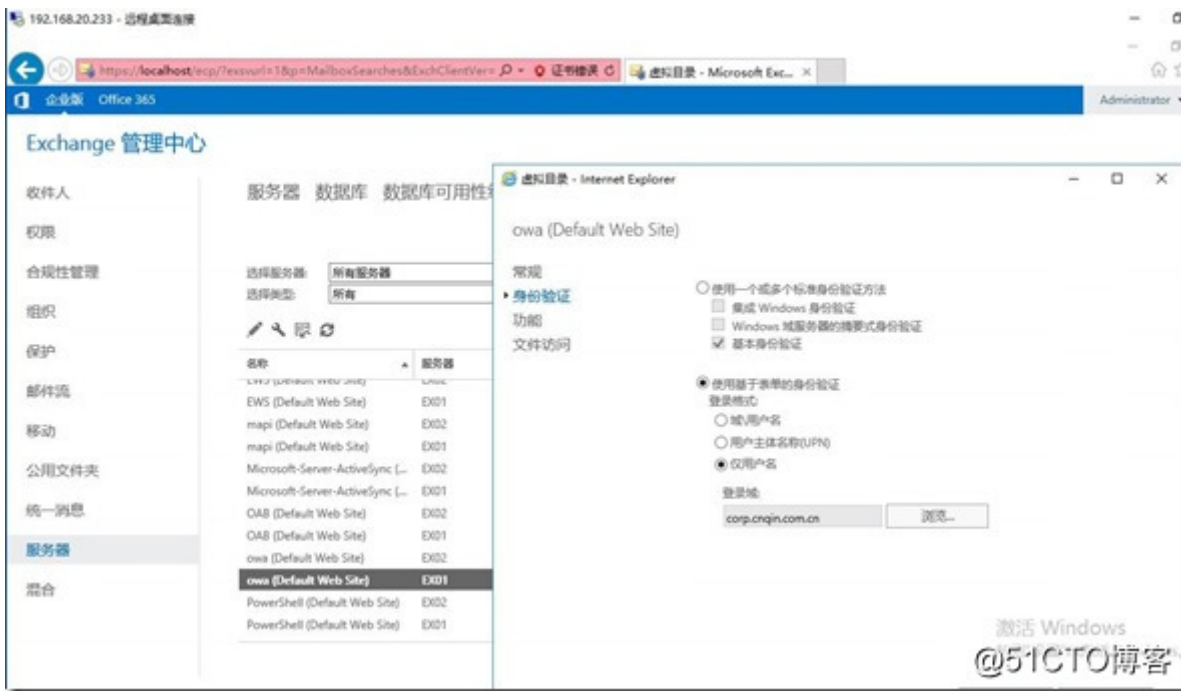 192.168.20.233 - 远程桌面连接
https://localhost/ecp/?exsvurl=1&p=MailboxSearches&ExchClientVer= 证书错误 虚拟目录 - Microsoft Exc... ×
企业版 Office 365 Administrator
Exchange 管理中心
收件人
权限
合规性管理
组织
保护
邮件流
移动
公用文件夹
统一消息
服务器
混合
服务器 数据库 数据库可用性
选择服务器: 所有服务器
选择类型: 所有
名称 服务器
EWS (Default Web Site) EX02
EWS (Default Web Site) EX01
mapi (Default Web Site) EX02
mapi (Default Web Site) EX01
Microsoft-Server-ActiveSync (... EX02
Microsoft-Server-ActiveSync (... EX01
OAB (Default Web Site) EX02
OAB (Default Web Site) EX01
owa (Default Web Site) EX02
owa (Default Web Site) EX01
PowerShell (Default Web Site) EX02
PowerShell (Default Web Site) EX01
虚拟目录 - Internet Explorer
owa (Default Web Site)
常规
身份验证
功能
文件访问
使用一个或多个标准身份验证方法
集成 Windows 身份验证
Windows 域服务器的摘要式身份验证
基本身份验证
使用基于表单的身份验证
登录格式:
域\用户名
用户主体名称(UPN)
仅用户名
登录域:
corp.cnqin.com.cn 浏览...
激活 Windows
@51CTO博客